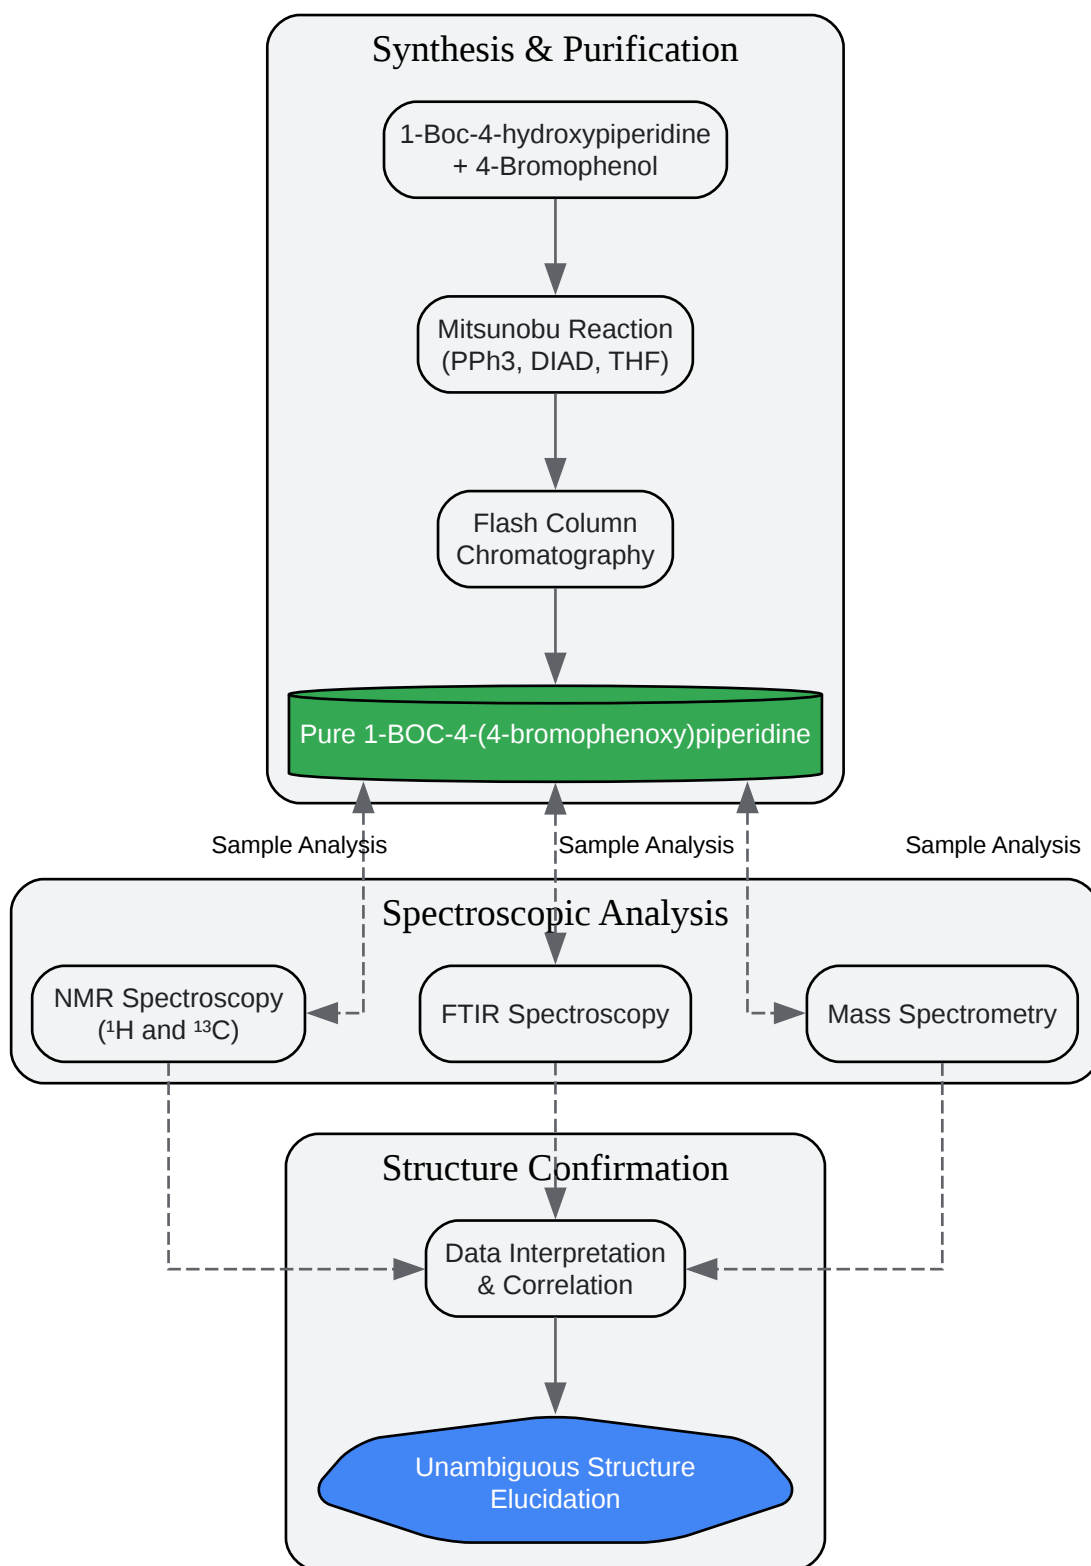 Synthesis & Purification
1-Boc-4-hydroxypiperidine
+ 4-Bromophenol
Mitsunobu Reaction
(PPh3, DIAD, THF)
Flash Column
Chromatography
Pure 1-BOC-4-(4-bromophenoxy)piperidine
Sample Analysis
Sample Analysis
Sample Analysis
Spectroscopic Analysis
NMR Spectroscopy
(¹H and ¹³C)
FTIR Spectroscopy
Mass Spectrometry
Structure Confirmation
Data Interpretation
& Correlation
Unambiguous Structure
Elucidation